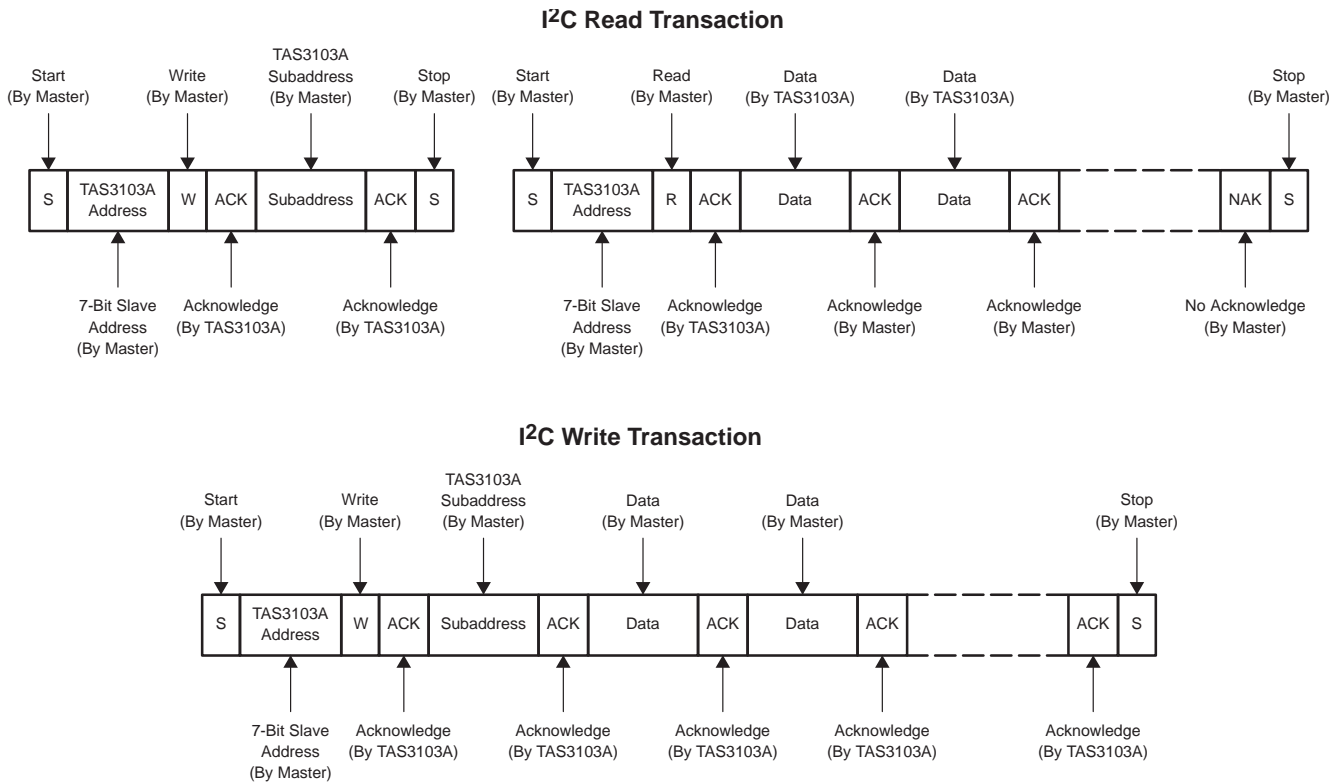 I2C Read Transaction
TAS3103A
Subaddress
(By Master)
Start
(By Master)
Write
(By Master)
Stop
(By Master)
Start
(By Master)
Read
(By Master)
Data
(By TAS3103A)
Data
(By TAS3103A)
Stop
(By Master)
S
TAS3103A
Address
W
ACK
Subaddress
ACK
S
S
TAS3103A
Address
R
ACK
Data
ACK
Data
ACK
NAK
S
7-Bit Slave
Address
(By Master)
Acknowledge
(By TAS3103A)
Acknowledge
(By TAS3103A)
7-Bit Slave
Address
(By Master)
Acknowledge
(By TAS3103A)
Acknowledge
(By Master)
Acknowledge
(By Master)
No Acknowledge
(By Master)
I2C Write Transaction
Start
(By Master)
Write
(By Master)
TAS3103A
Subaddress
(By Master)
Data
(By Master)
Data
(By Master)
Stop
(By Master)
S
TAS3103A
Address
W
ACK
Subaddress
ACK
Data
ACK
Data
ACK
ACK
S
7-Bit Slave
Address
(By Master)
Acknowledge
(By TAS3103A)
Acknowledge
(By TAS3103A)
Acknowledge
(By TAS3103A)
Acknowledge
(By TAS3103A)
Acknowledge
(By TAS3103A)